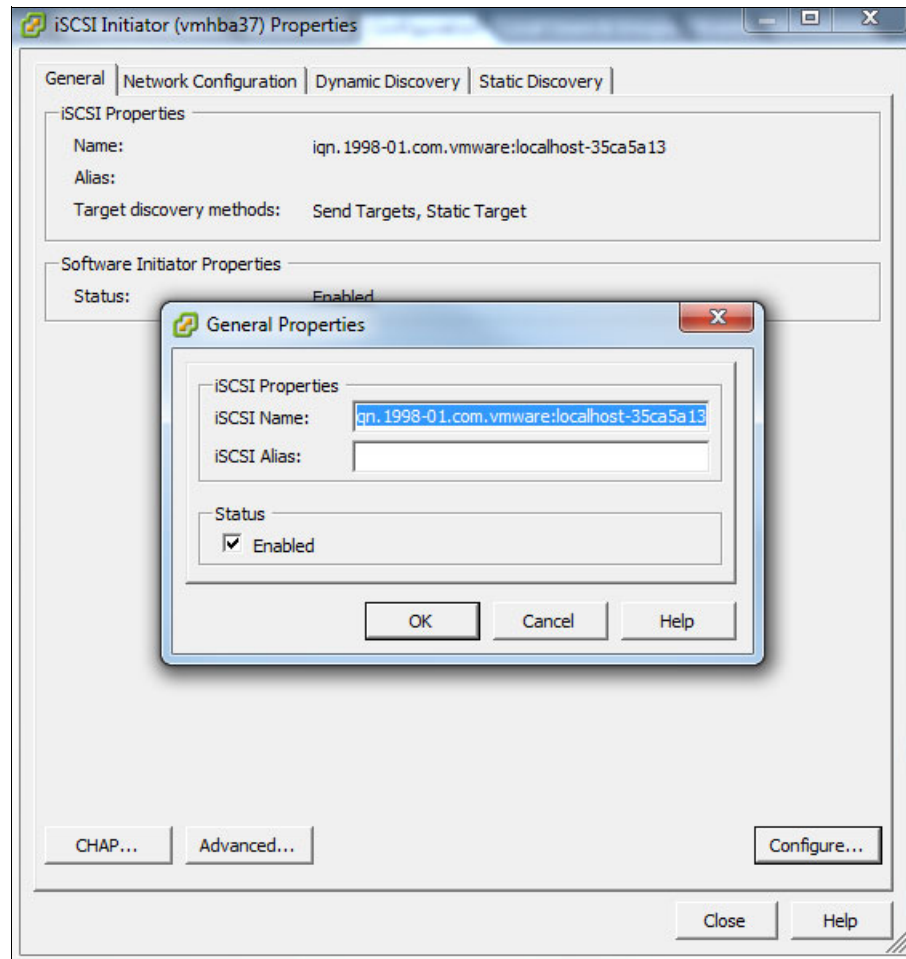 iSCSI Initiator (vmhba37) Properties
General Network Configuration Dynamic Discovery Static Discovery
iSCSI Properties
Name: iqn.1998-01.com.vmware:localhost-35ca5a13
Alias:
Target discovery methods: Send Targets, Static Target
Software Initiator Properties
Status: Enabled
General Properties
iSCSI Properties
iSCSI Name: qn.1998-01.com.vmware:localhost-35ca5a13
iSCSI Alias:
Status
Enabled
OK Cancel Help
CHAP... Advanced... Configure...
Close Help